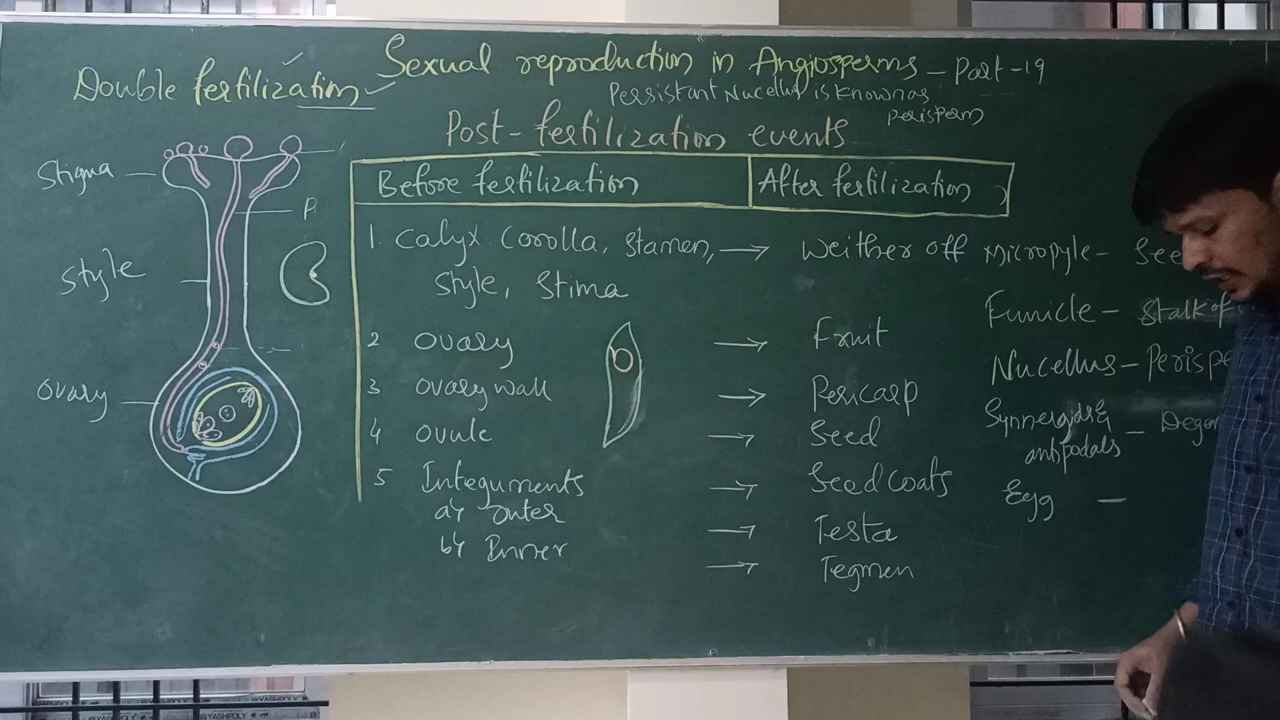 Sexual reproduction in Angiosperms - Part -19
Double fertilization
Persistant Nucellus is known as
perisperm
Post-fertilization events
Before fertilization After fertilization
Stigma
P
Style
Ovary
1. Calyx. Corolla, Stamen, → Weither off
Style, Stima
2 Ovary → Fruit
3 Ovary wall → Pericarp
4 Ovule → Seed
5 Integuments → Seed Coats
a) Outer → Testa
b) Inner → Tegmen
Micropyle - See
Funicle - Stalk of
Nucellus - Perispe
Synnergids &
antipodals - Degen
Egg -
YASHPOLY